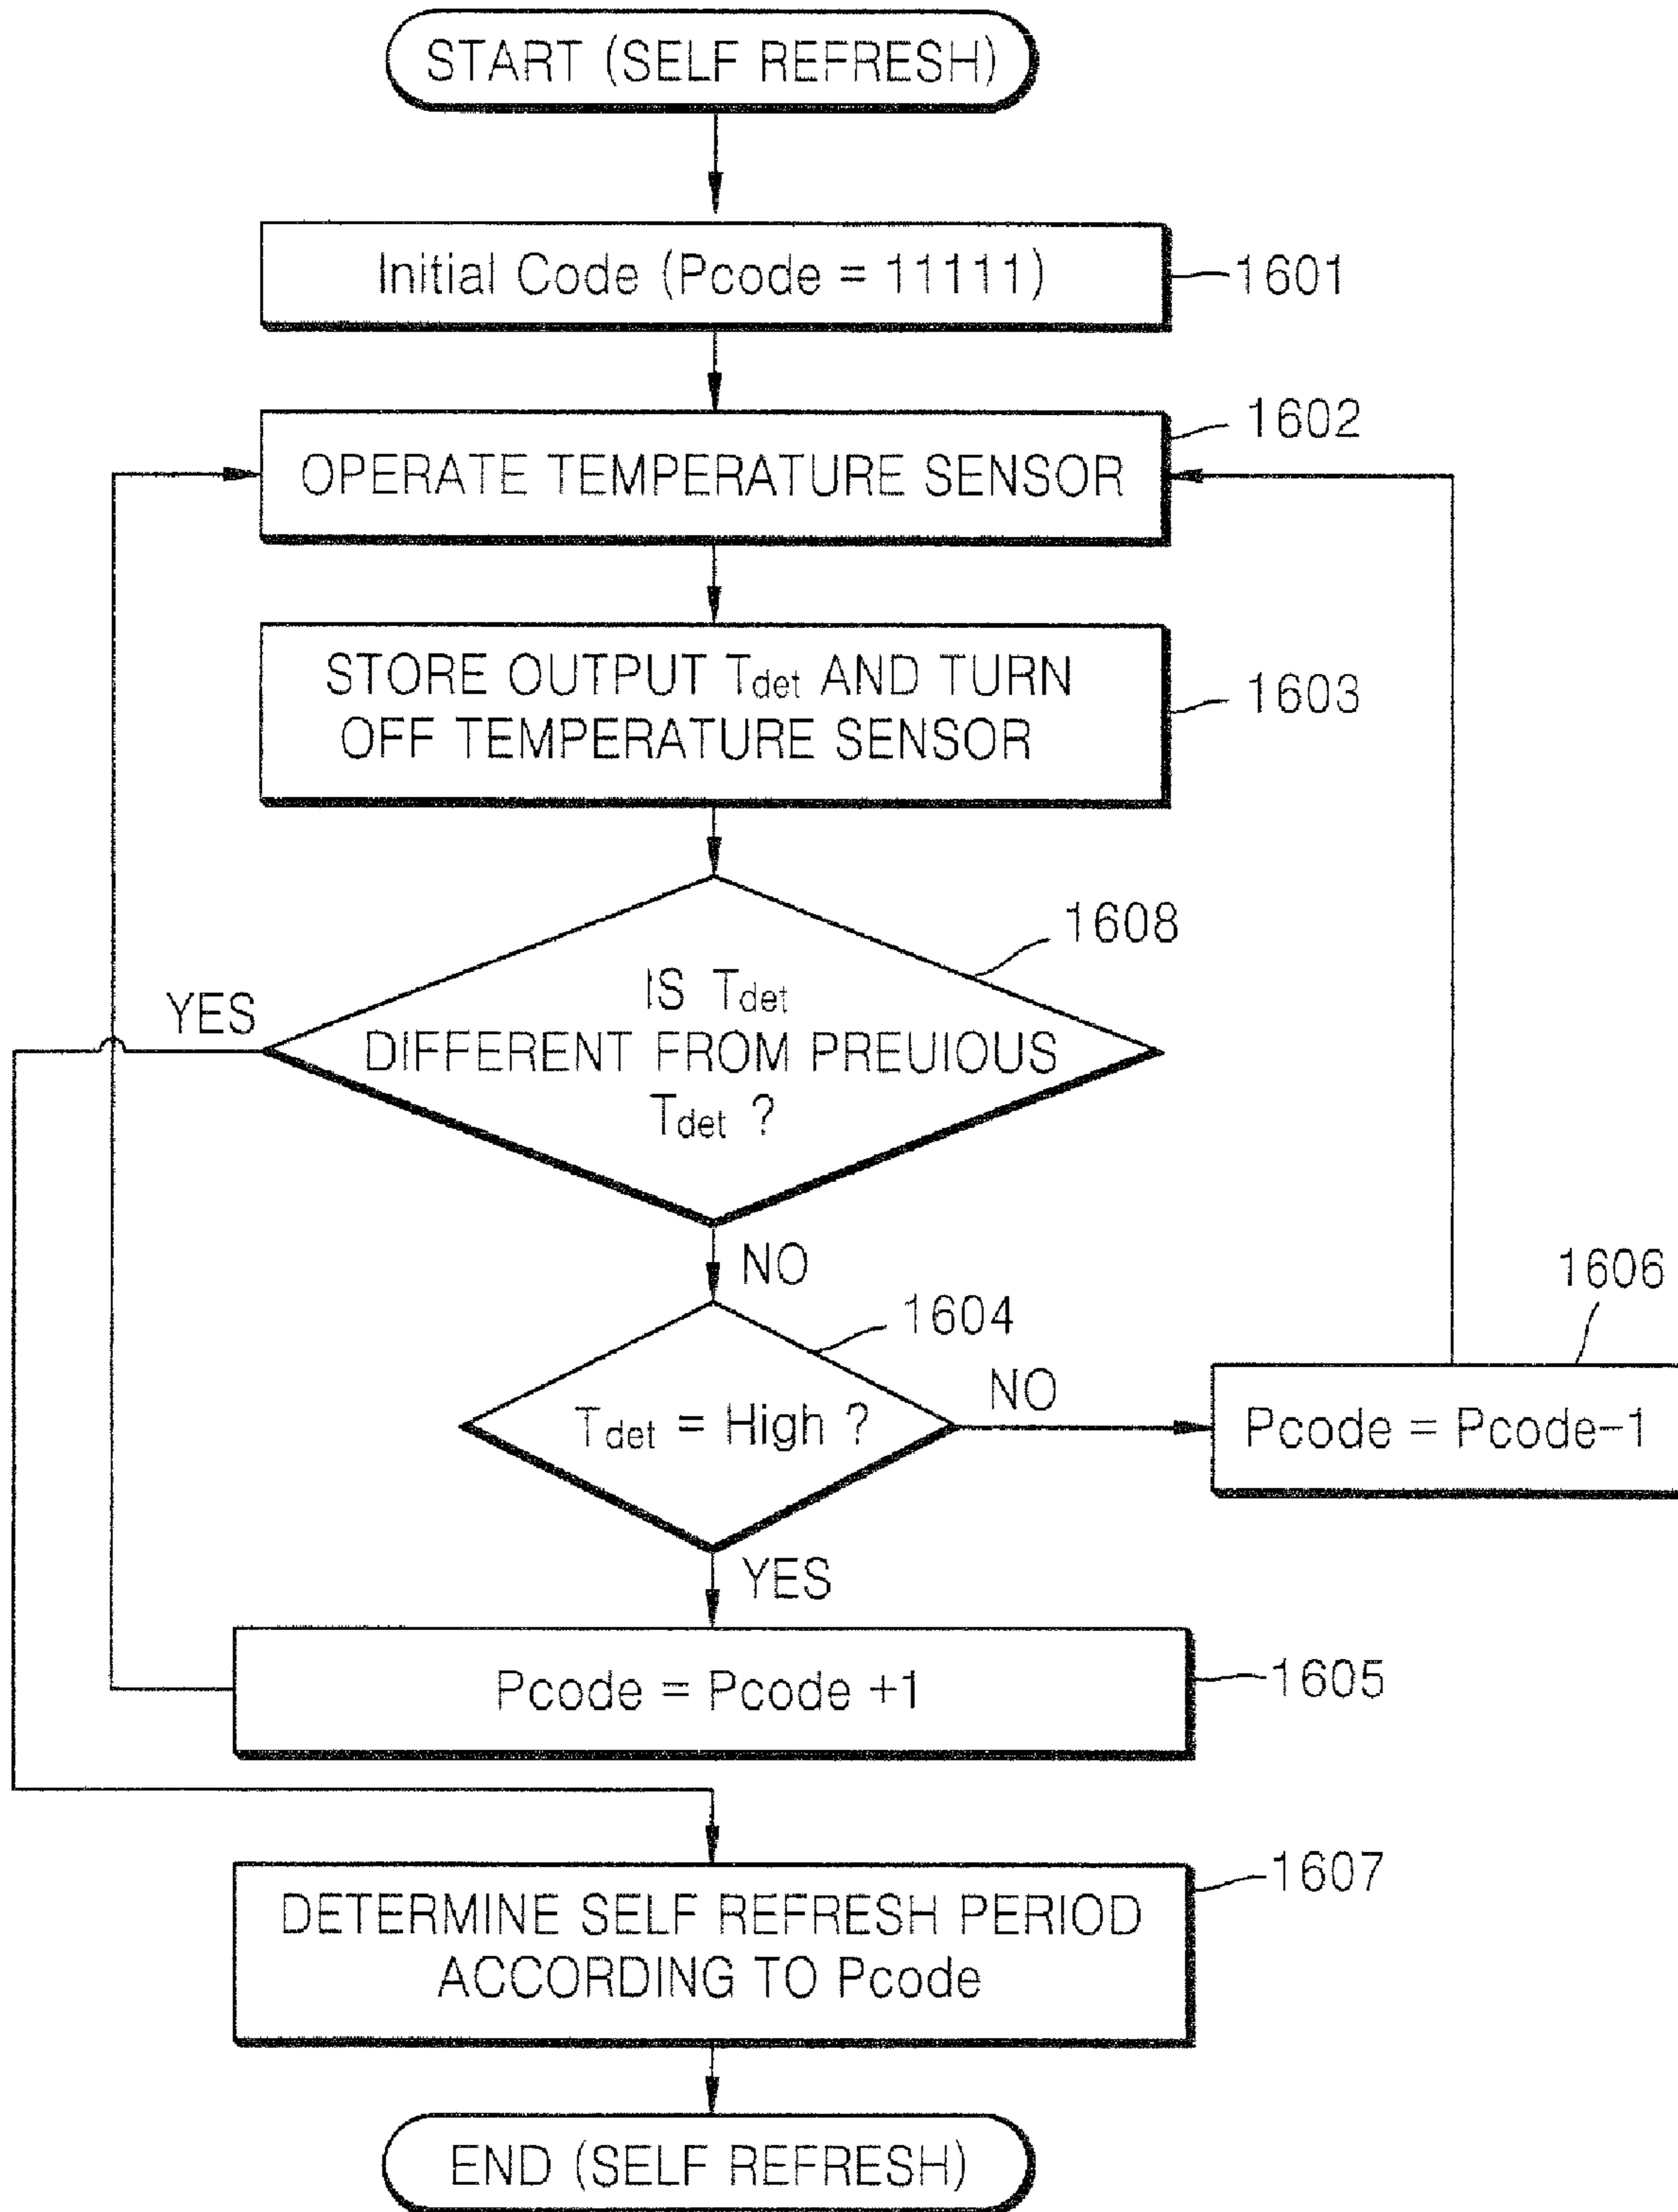 START (SELF REFRESH)
Initial Code (Pcode = 11111)
1601
1602
OPERATE TEMPERATURE SENSOR
STORE OUTPUT Tdet AND TURN
OFF TEMPERATURE SENSOR
1603
1608
YES
IS Tdet
DIFFERENT FROM PREUIOUS
Tdet ?
NO
1604
1606
Tdet = High ?
NO
Pcode = Pcode-1
YES
Pcode = Pcode +1
1605
1607
DETERMINE SELF REFRESH PERIOD
ACCORDING TO Pcode
END (SELF REFRESH)